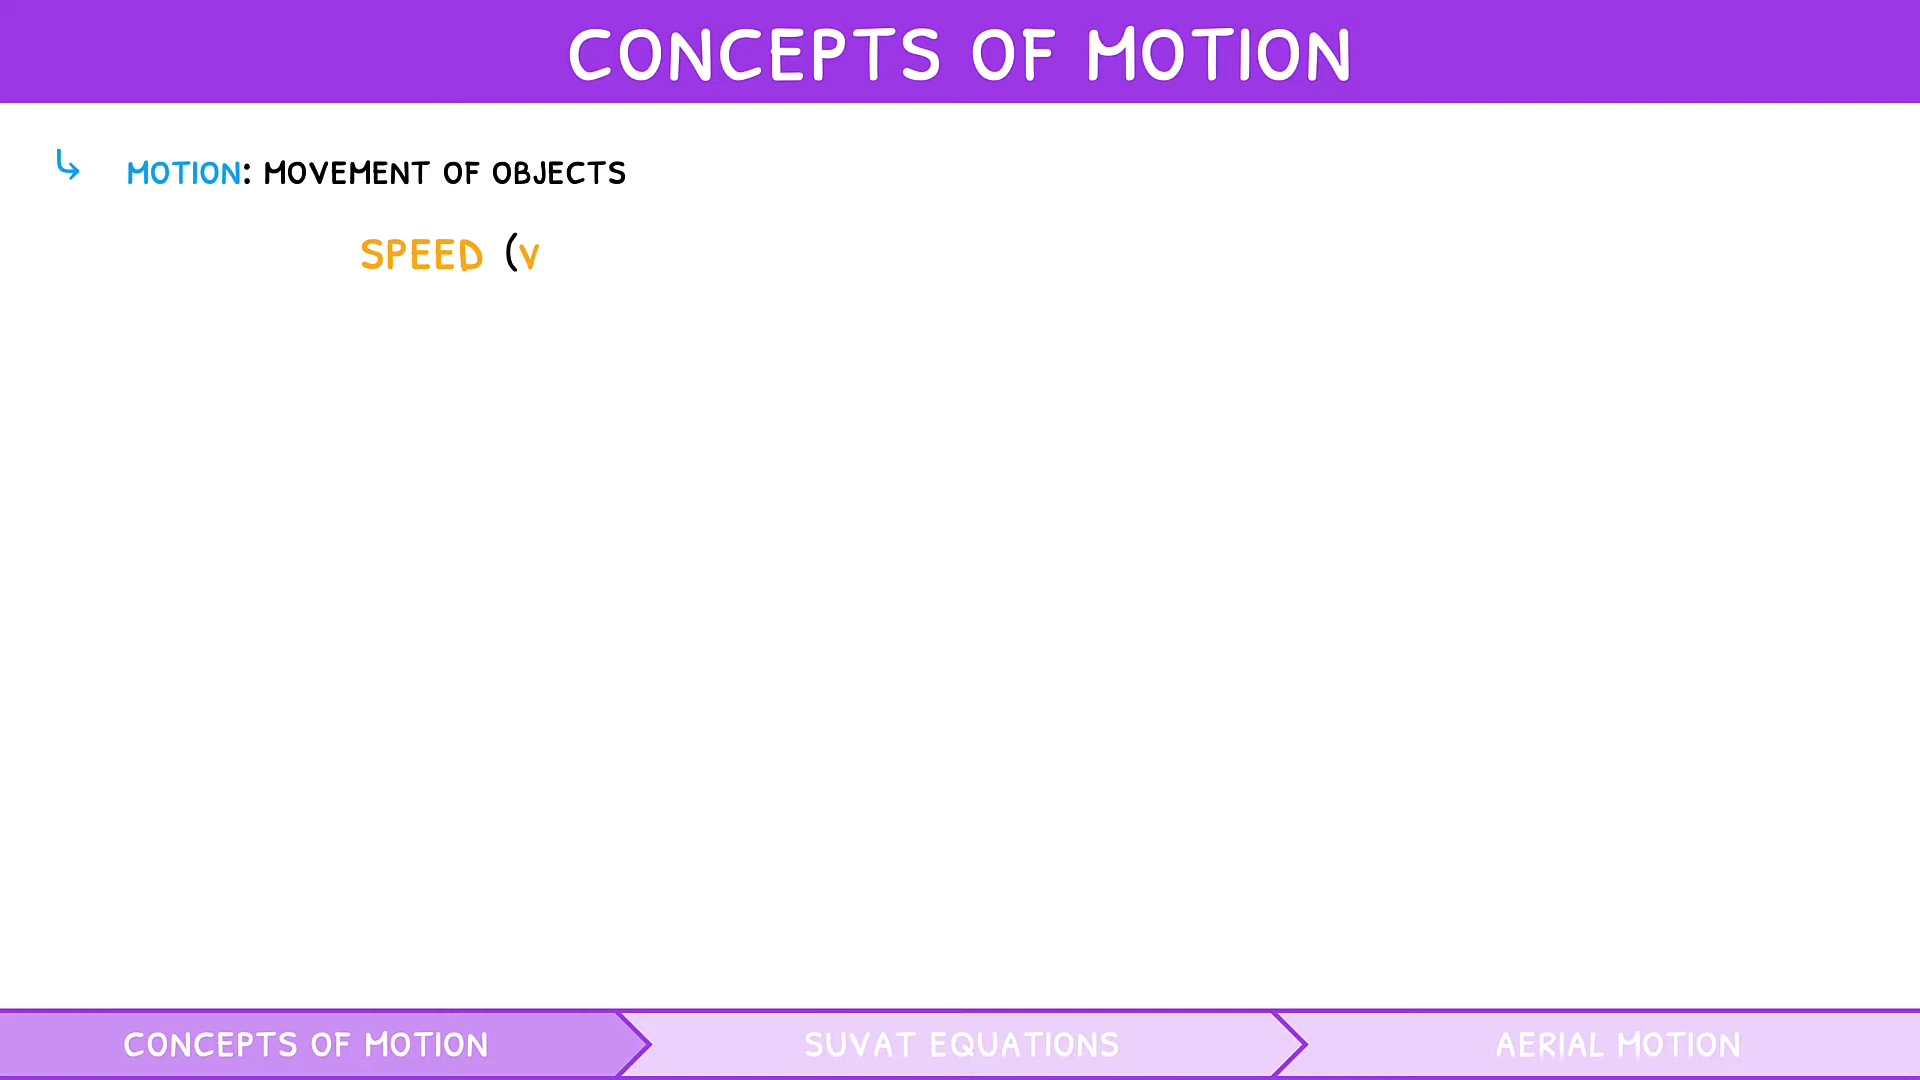 CONCEPTS OF MOTION
MOTION: MOVEMENT OF OBJECTS
SPEED (V
CONCEPTS OF MOTION
SUVAT EQUATIONS
AERIAL MOTION